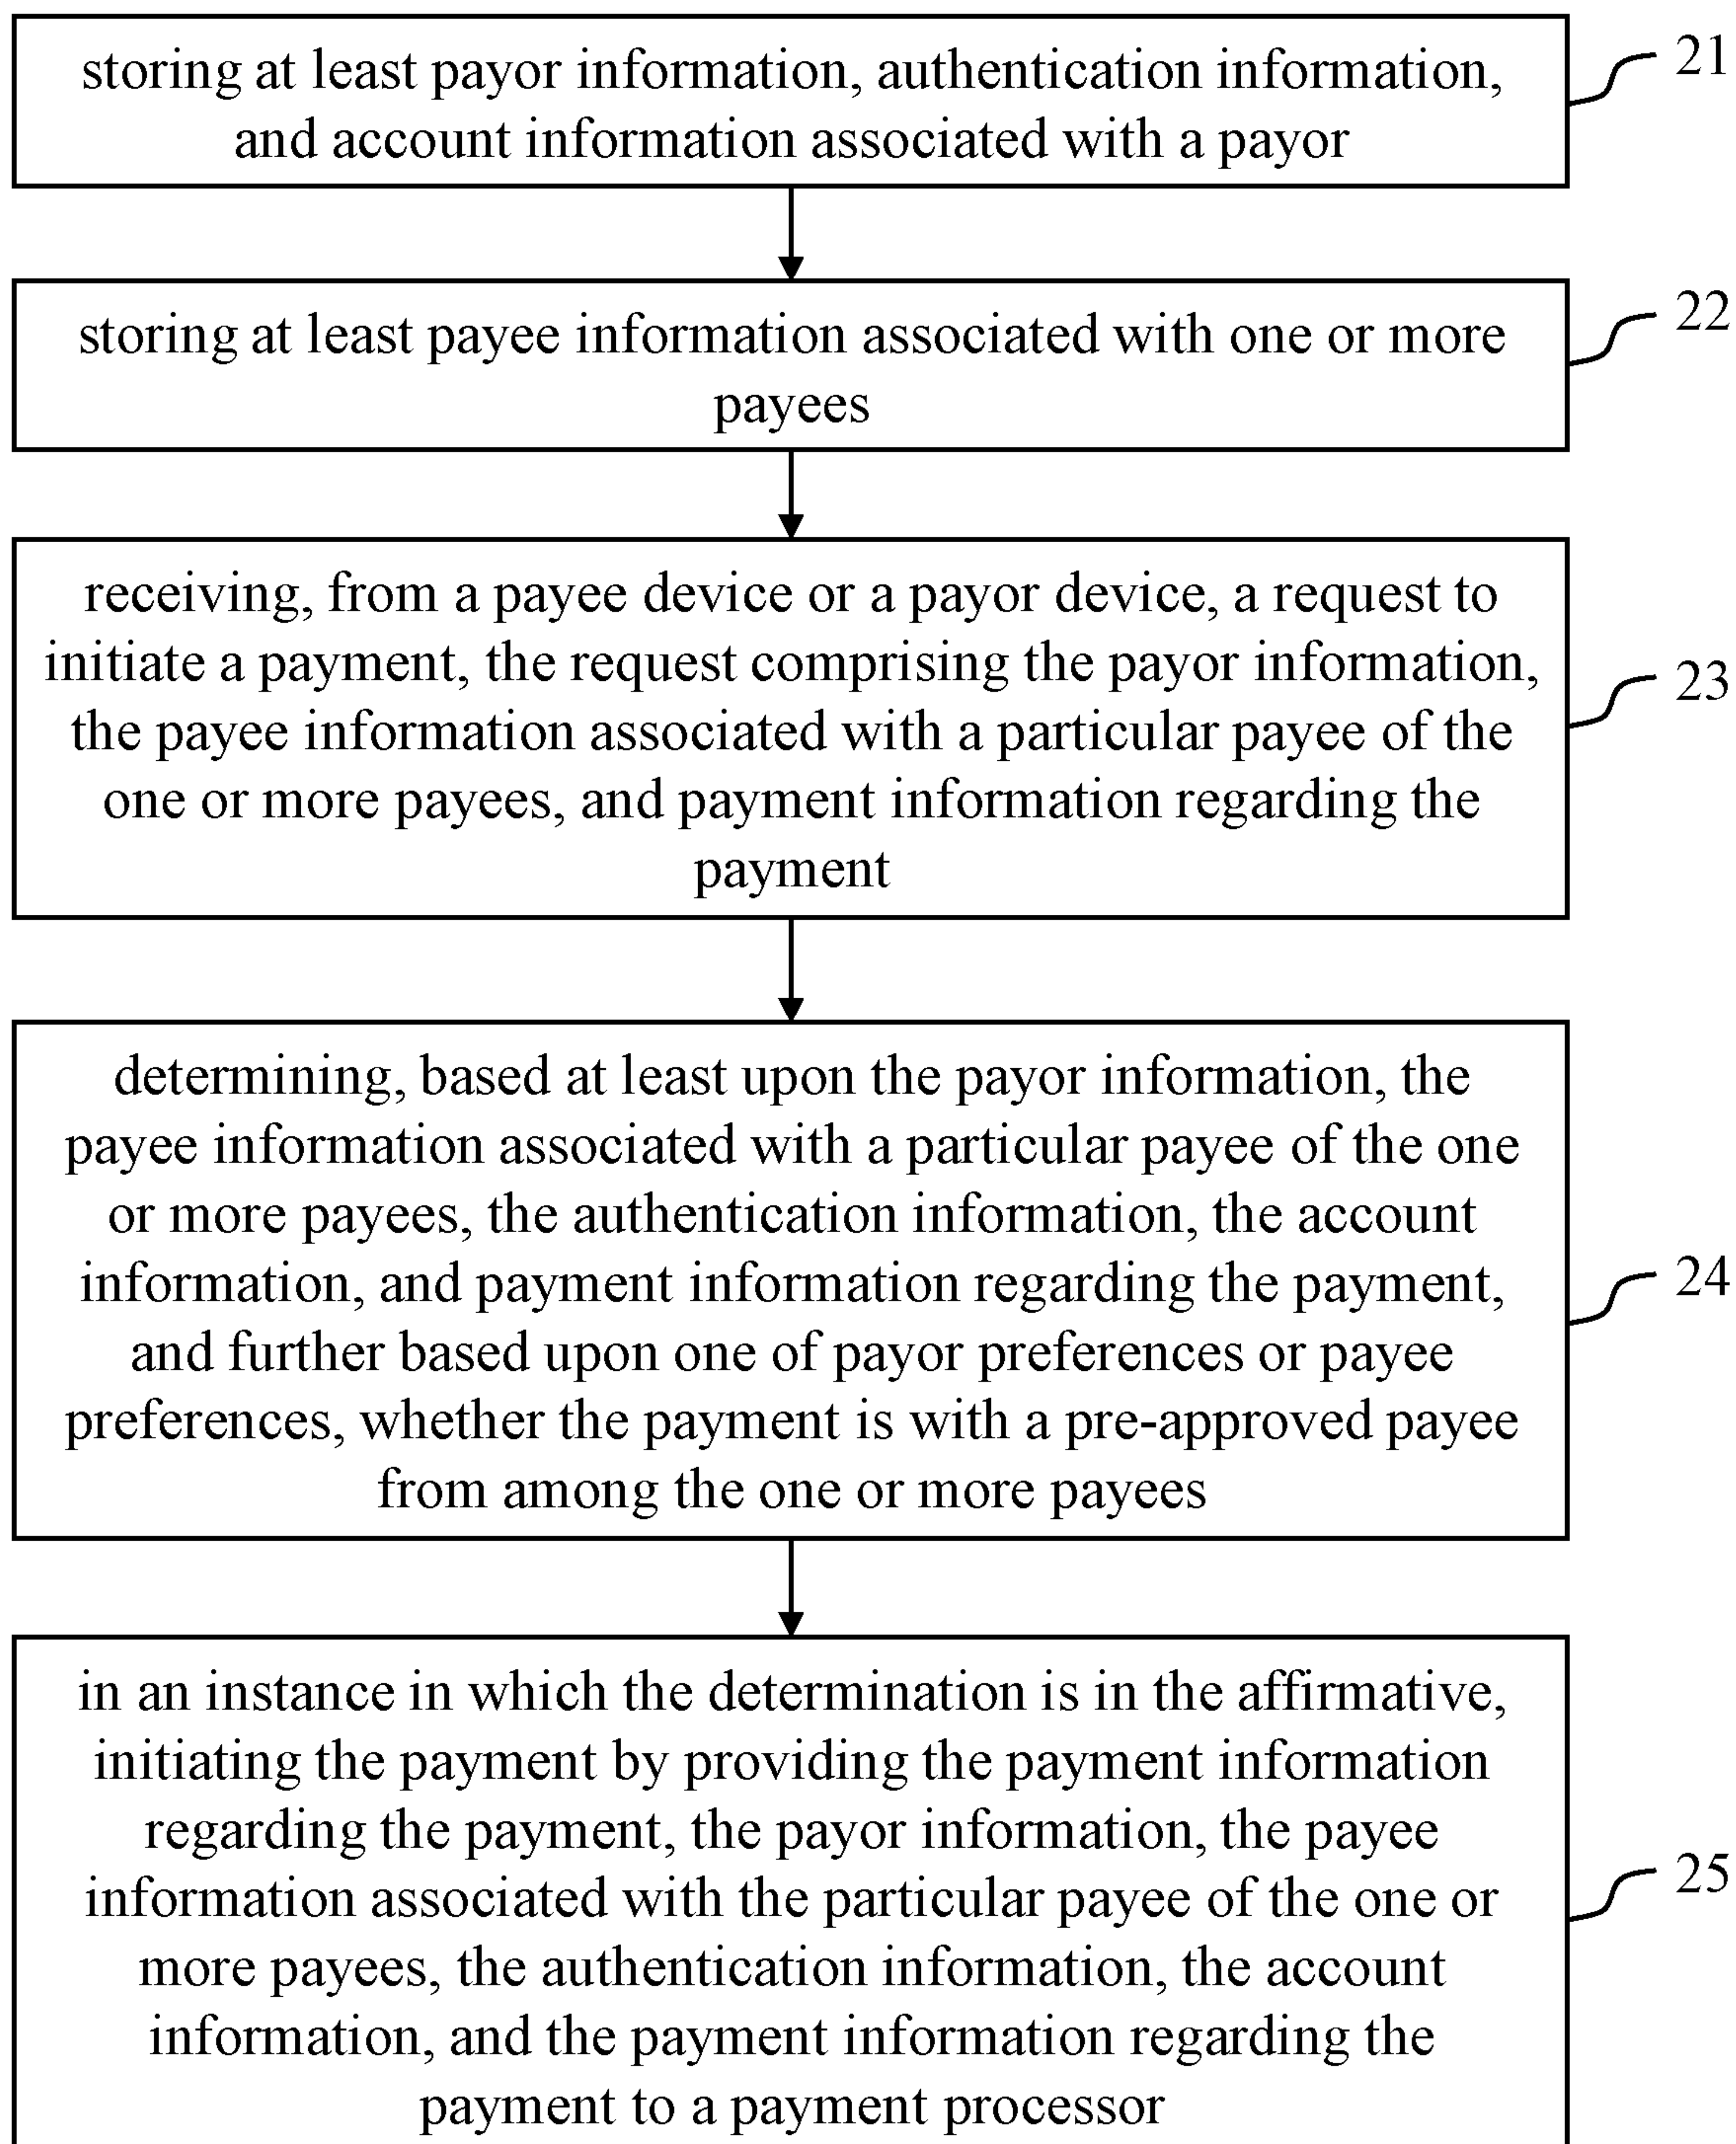 storing at least payor information, authentication information,
and account information associated with a payor
21
storing at least payee information associated with one or more
payees
22
receiving, from a payee device or a payor device, a request to
initiate a payment, the request comprising the payor information,
the payee information associated with a particular payee of the
one or more payees, and payment information regarding the
payment
23
determining, based at least upon the payor information, the
payee information associated with a particular payee of the one
or more payees, the authentication information, the account
information, and payment information regarding the payment,
and further based upon one of payor preferences or payee
preferences, whether the payment is with a pre-approved payee
from among the one or more payees
24
in an instance in which the determination is in the affirmative,
initiating the payment by providing the payment information
regarding the payment, the payor information, the payee
information associated with the particular payee of the one or
more payees, the authentication information, the account
information, and the payment information regarding the
payment to a payment processor
25